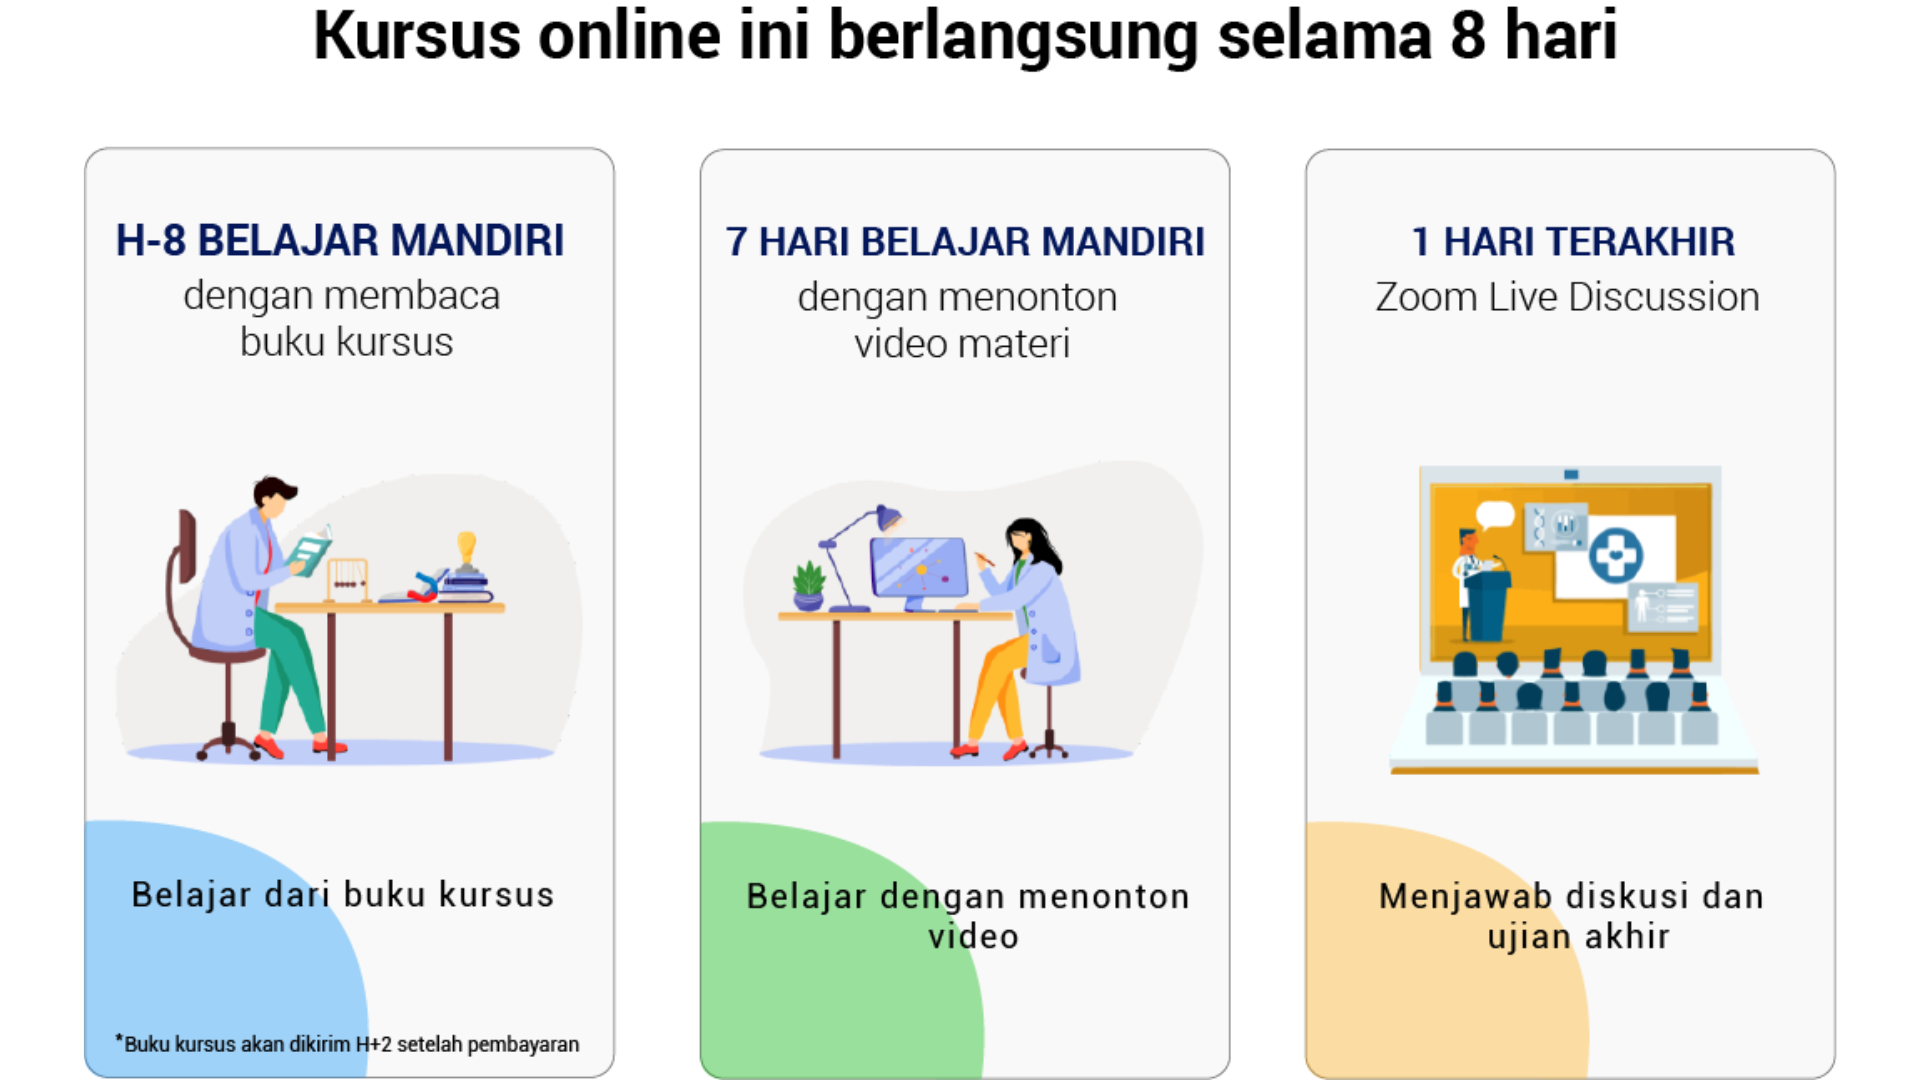 Kursus online ini berlangsung selama 8 hari
H-8 BELAJAR MANDIRI
dengan membaca
buku kursus
Belajar dari buku kursus
*Buku kursus akan dikirim H+2 setelah pembayaran
7 HARI BELAJAR MANDIRI
dengan menonton
video materi
Belajar dengan menonton
video
1 HARI TERAKHIR
Zoom Live Discussion
Menjawab diskusi dan
ujian akhir